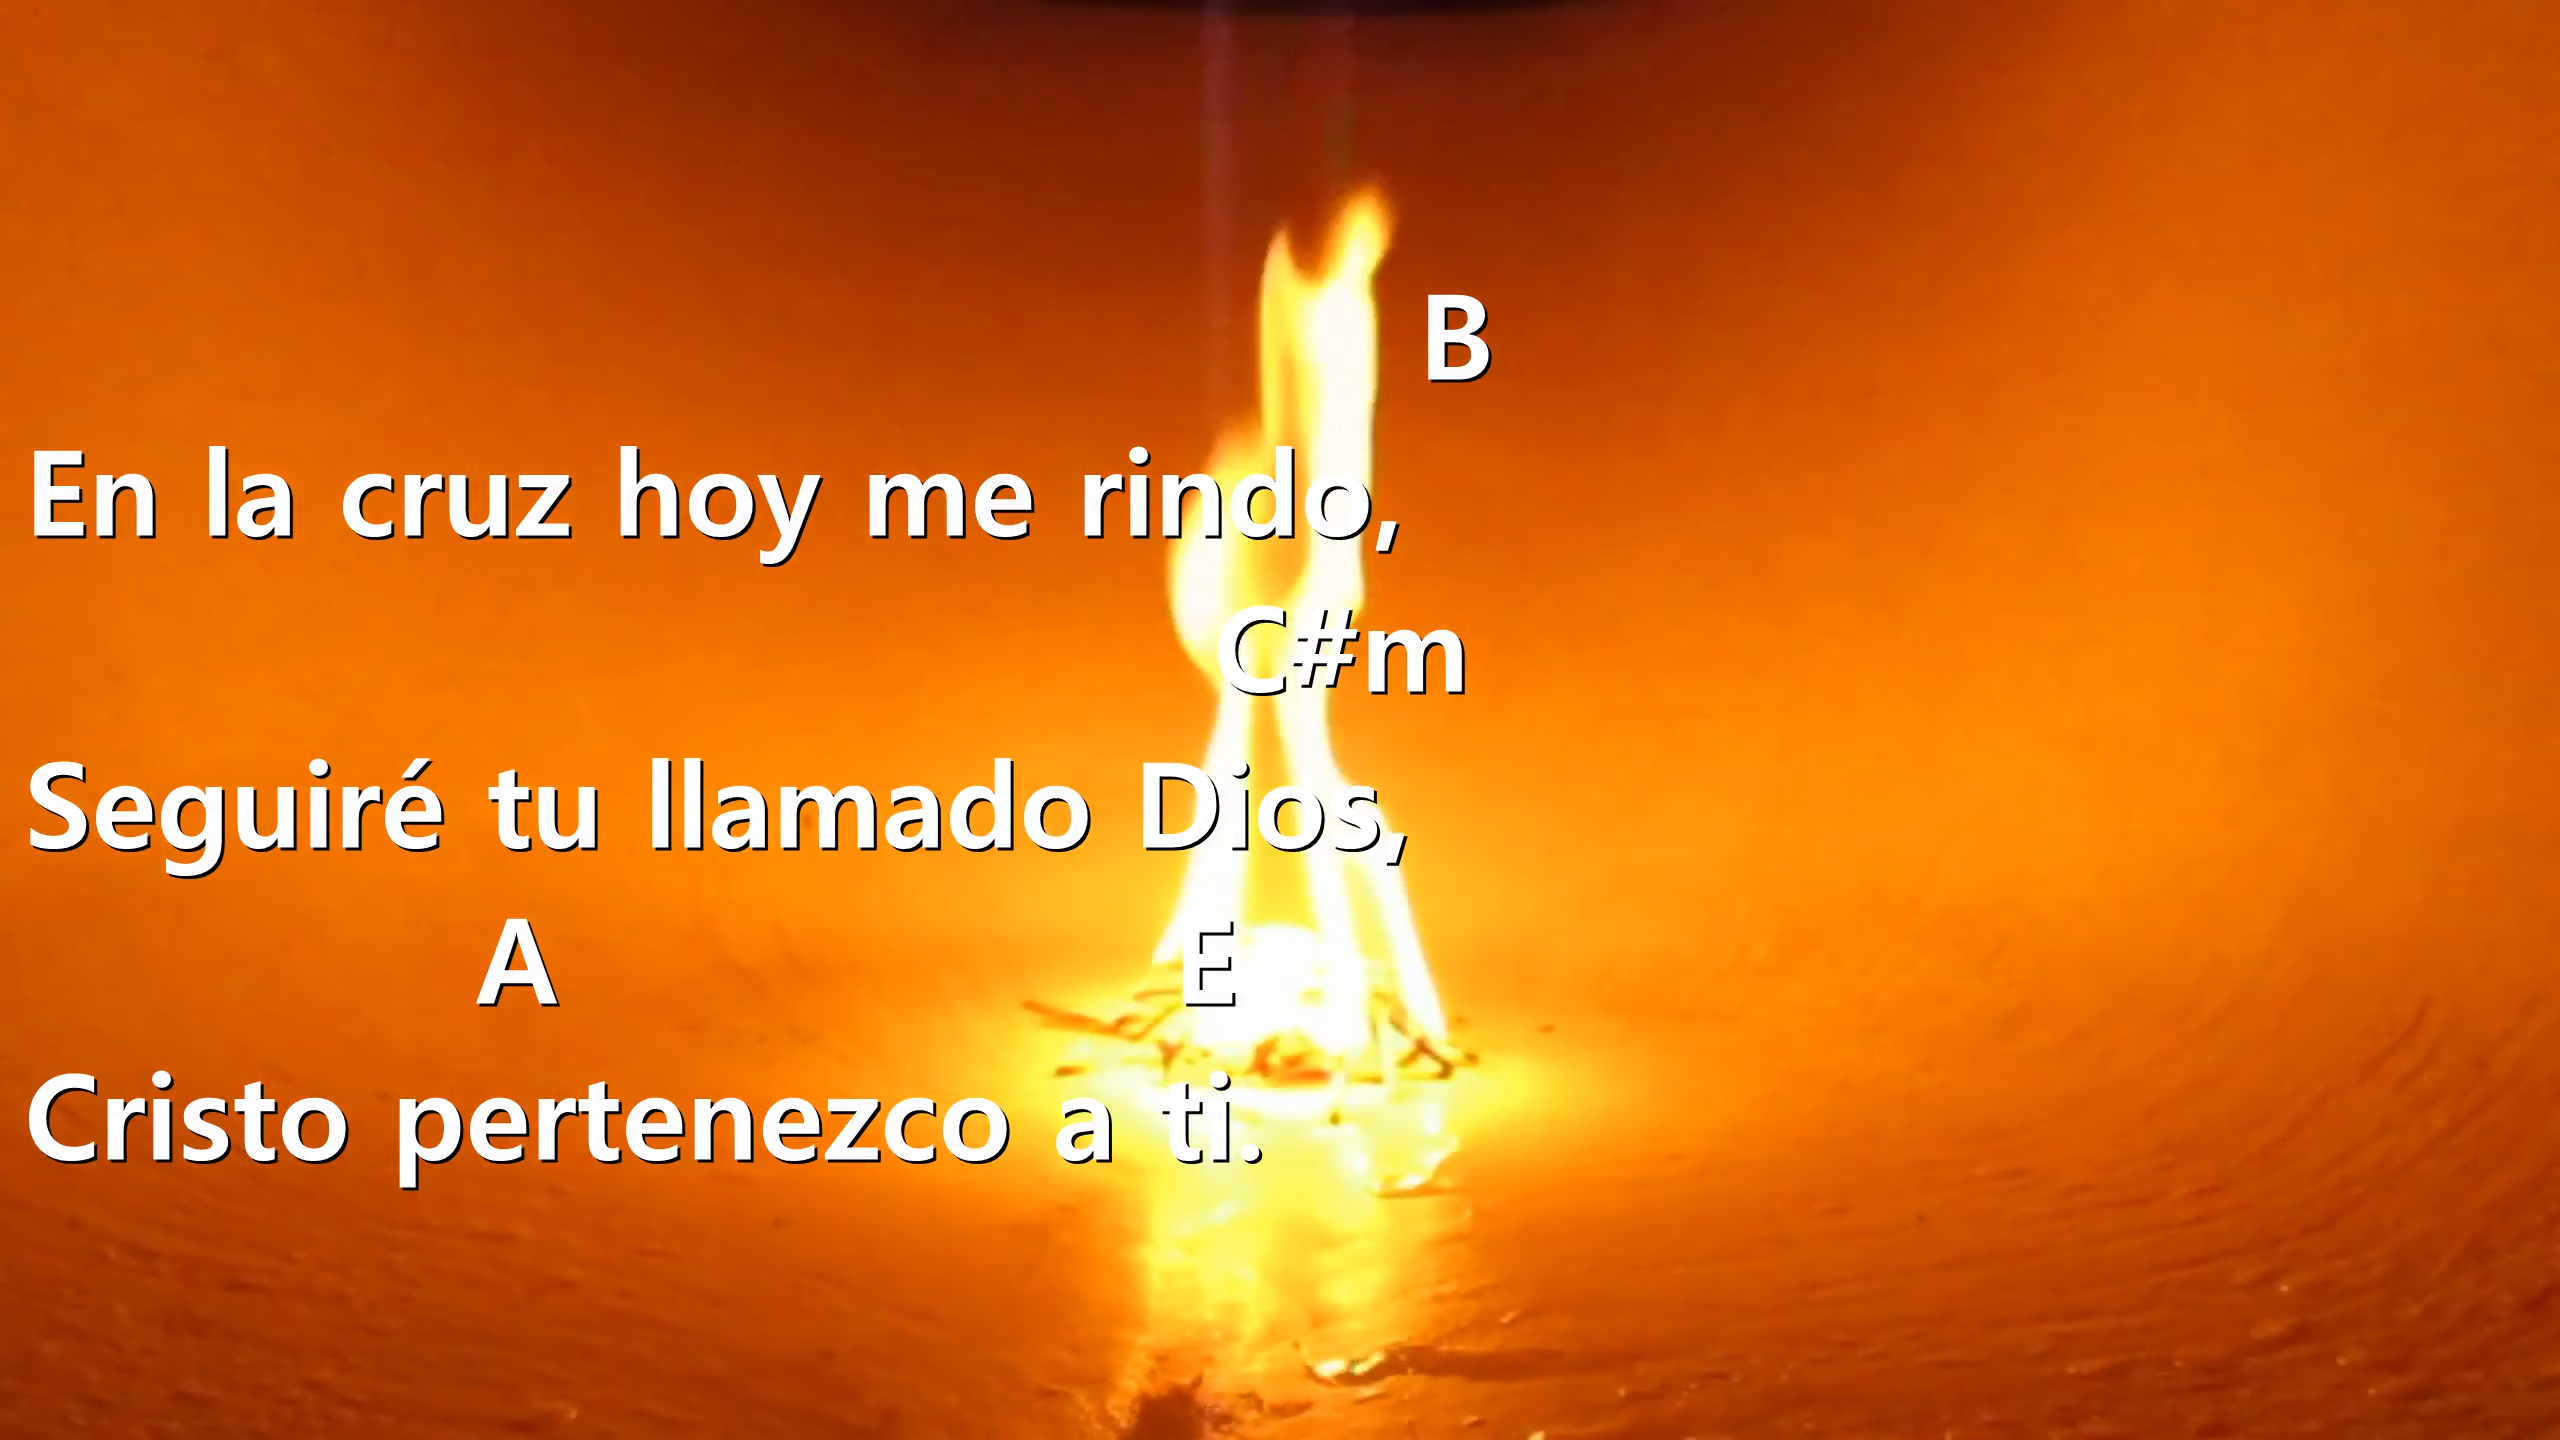 B
En la cruz hoy me rindo,
C#m
Seguiré tu llamado Dios,
A E
Cristo pertenezco a ti.